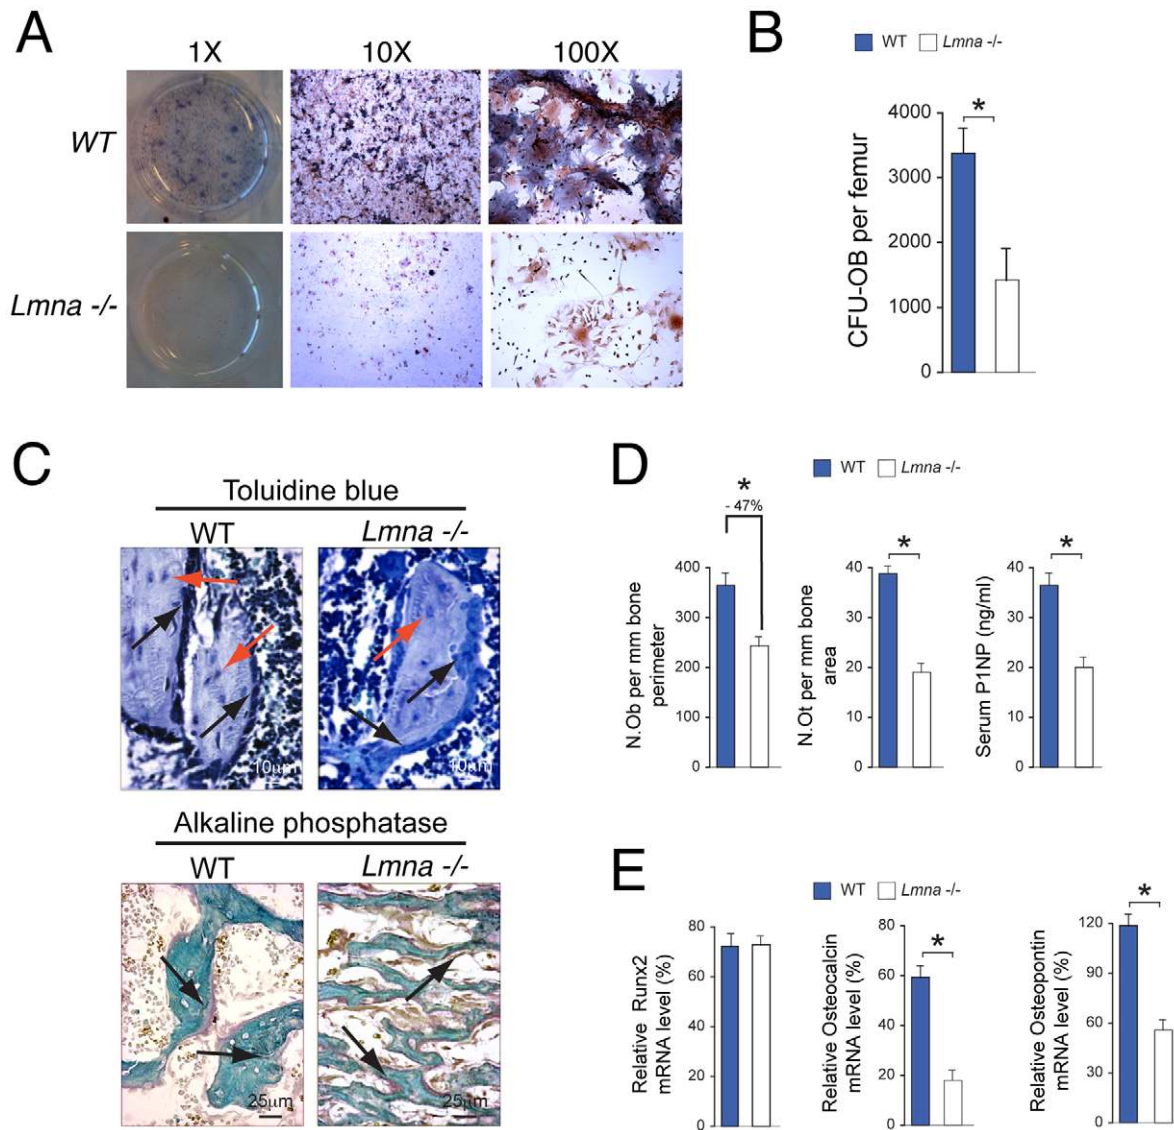 A
1X 10X 100X
WT
Lmna -/-
B
WT Lmna -/-
CFU-OB per femur
4000
3000
2000
1000
0
*
C
Toluidine blue
WT Lmna -/-
10μm 10μm
Alkaline phosphatase
WT Lmna -/-
25μm 25μm
D
WT Lmna -/-
N.Ob per mm bone
perimeter
400
300
200
100
0
*
- 47%
N.Ot per mm bone
area
40
30
20
10
0
*
Serum P1NP (ng/ml)
40
30
20
10
0
*
E
WT Lmna -/-
Relative Runx2
mRNA level (%)
80
60
40
20
0
Relative Osteocalcin
mRNA level (%)
80
60
40
20
0
*
Relative Osteopontin
mRNA level (%)
120
90
60
30
0
*